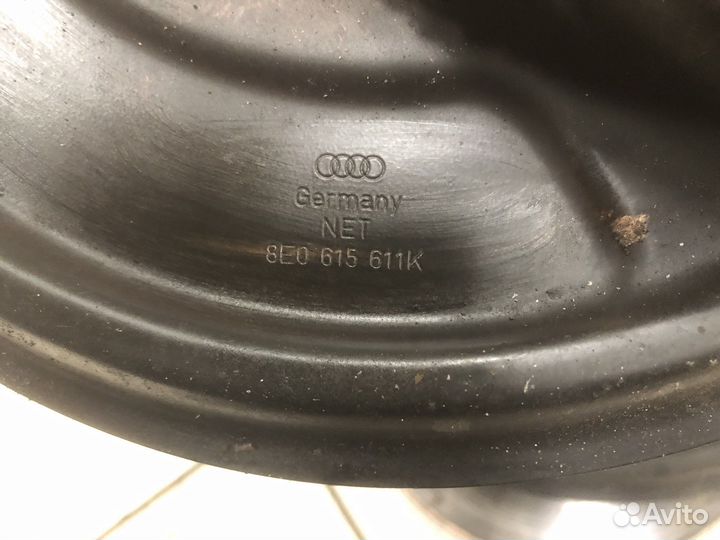 Germany
NET
8E0 615 611K
Avito